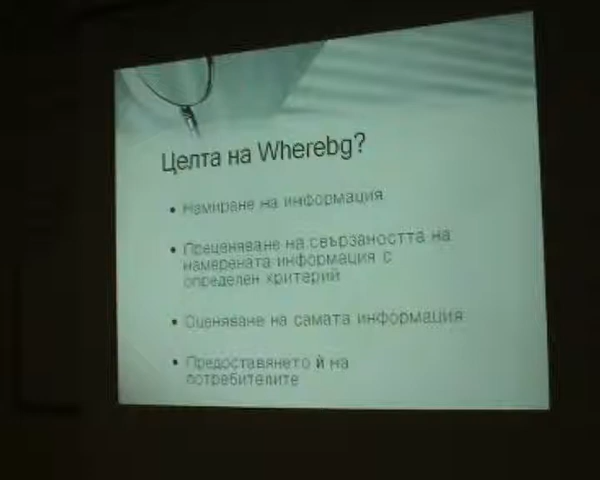 Целта на Wherebg?
• Намиране на информация
• Преценяване на свързаността на
намерената информация с
определен критерий
• Оценяване на самата информация
• Предоставянето ѝ на
потребителите